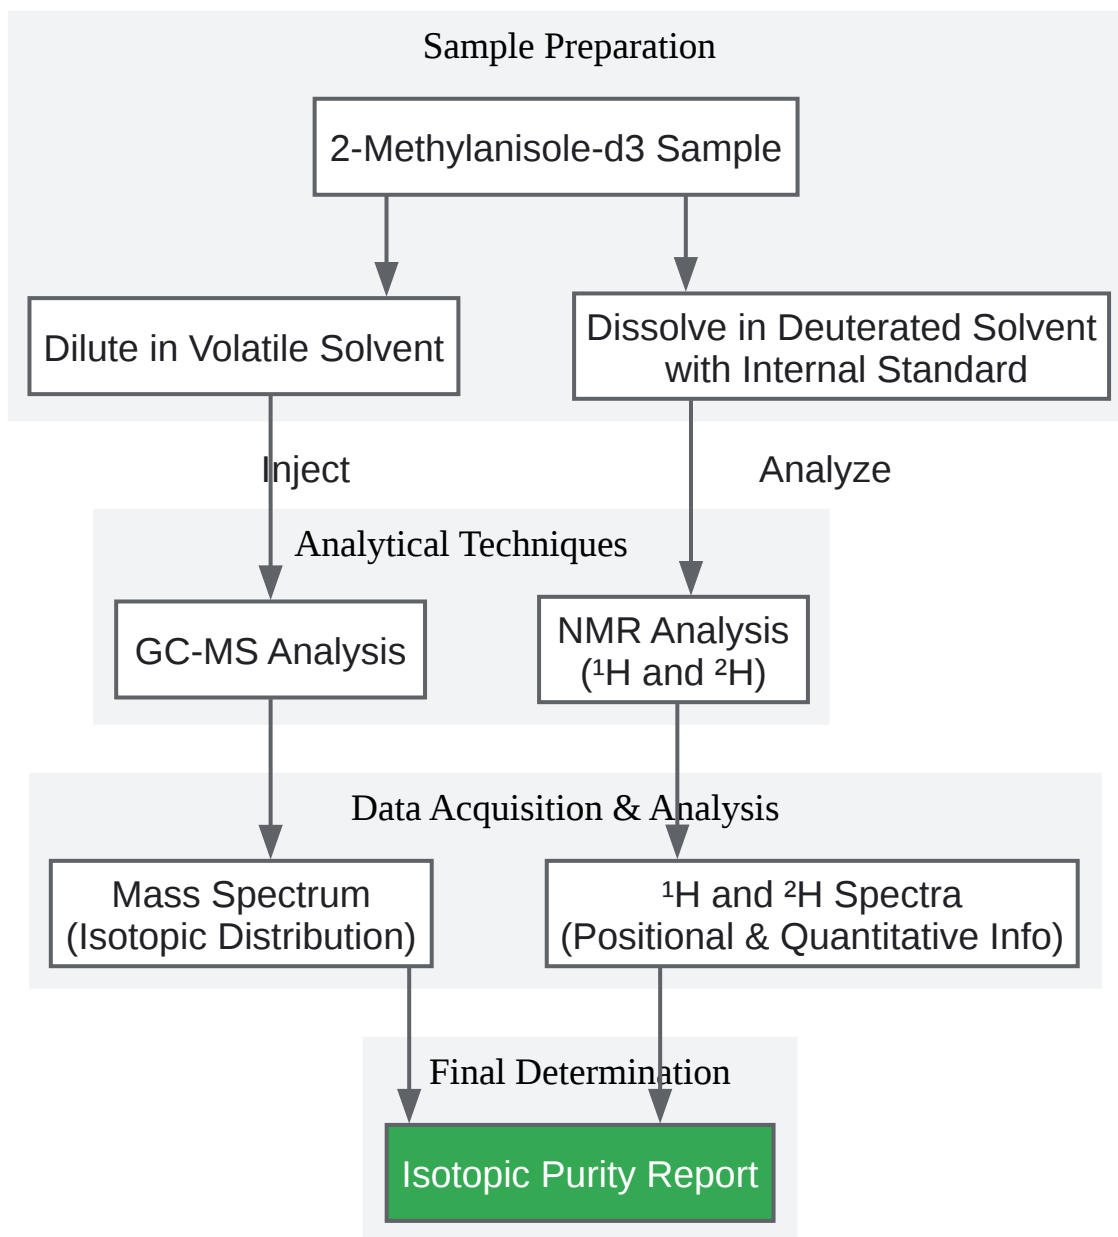 Sample Preparation
2-Methylanisole-d3 Sample
Dilute in Volatile Solvent
Dissolve in Deuterated Solvent
with Internal Standard
Inject
Analyze
Analytical Techniques
GC-MS Analysis
NMR Analysis
(¹H and ²H)
Data Acquisition & Analysis
Mass Spectrum
(Isotopic Distribution)
¹H and ²H Spectra
(Positional & Quantitative Info)
Final Determination
Isotopic Purity Report